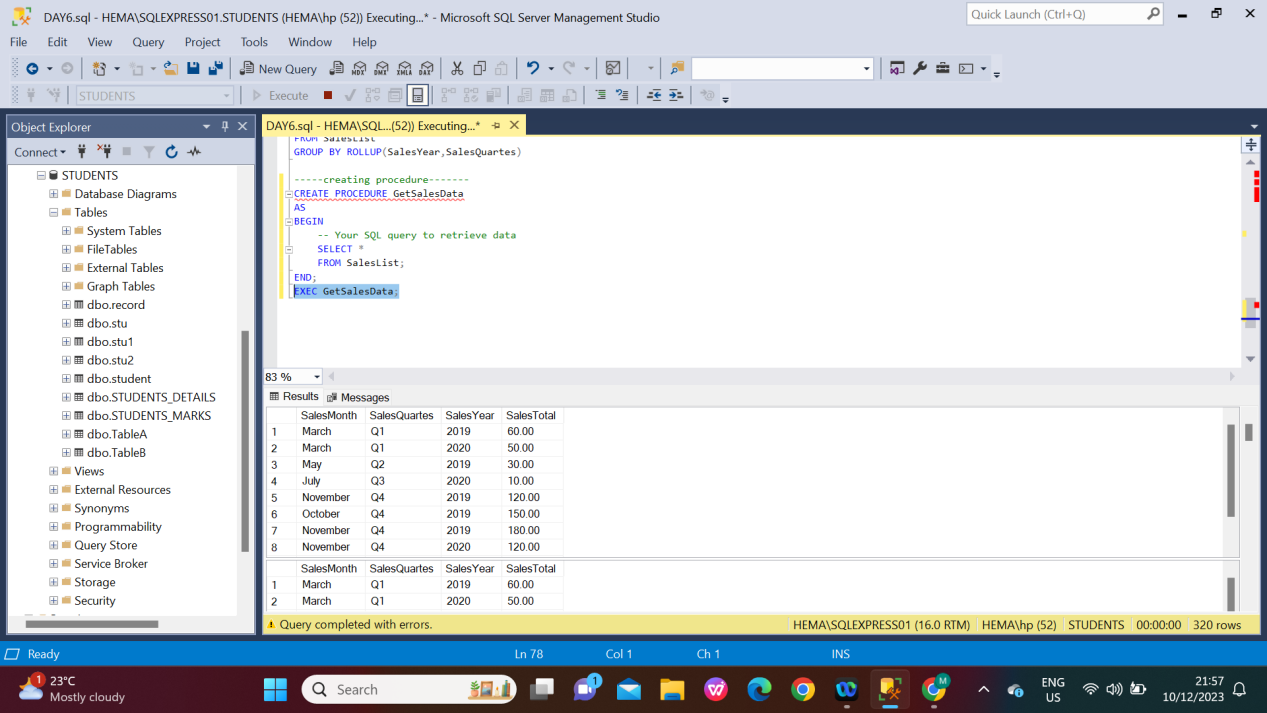 DAY6.sql - HEMA\SQLEXPRESS01.STUDENTS (HEMA\hp (52)) Executing...* - Microsoft SQL Server Management Studio
Quick Launch (Ctrl+Q)
File Edit View Query Project Tools Window Help
New Query
MDX DMX XMLA DAX
STUDENTS
Execute
Object Explorer
DAY6.sql - HEMA\SQL...(52)) Executing...*
Connect
STUDENTS
Database Diagrams
Tables
System Tables
FileTables
External Tables
Graph Tables
dbo.record
dbo.stu
dbo.stu1
dbo.stu2
dbo.student
dbo.STUDENTS_DETAILS
dbo.STUDENTS_MARKS
dbo.TableA
dbo.TableB
Views
External Resources
Synonyms
Programmability
Query Store
Service Broker
Storage
Security
FROM SalesList
GROUP BY ROLLUP(SalesYear,SalesQuartes)
-----creating procedure-------
CREATE PROCEDURE GetSalesData
AS
BEGIN
-- Your SQL query to retrieve data
SELECT *
FROM SalesList;
END;
EXEC GetSalesData;
83 %
Results Messages
SalesMonth SalesQuartes SalesYear SalesTotal
1 March Q1 2019 60.00
2 March Q1 2020 50.00
3 May Q2 2019 30.00
4 July Q3 2020 10.00
5 November Q4 2019 120.00
6 October Q4 2019 150.00
7 November Q4 2019 180.00
8 November Q4 2020 120.00
SalesMonth SalesQuartes SalesYear SalesTotal
1 March Q1 2019 60.00
2 March Q1 2020 50.00
Query completed with errors.
HEMA\SQLEXPRESS01 (16.0 RTM) HEMA\hp (52) STUDENTS 00:00:00 320 rows
Ready
Ln 78 Col 1 Ch 1 INS
1
23°C
Mostly cloudy
Search
1
M
ENG
US
21:57
10/12/2023